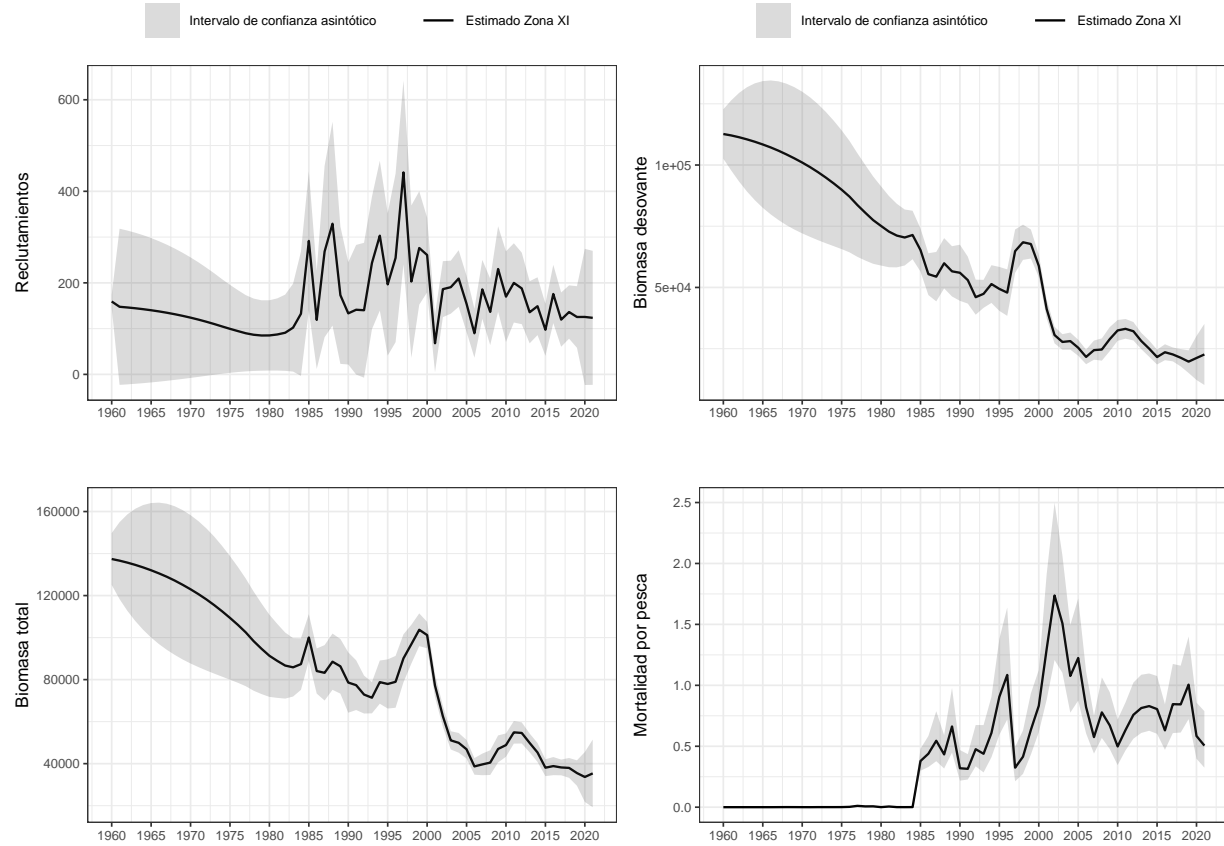 Intervalo de confianza asintótico Estimado Zona XI
Intervalo de confianza asintótico Estimado Zona XI
Reclutamientos
600
400
200
0
1960 1965 1970 1975 1980 1985 1990 1995 2000 2005 2010 2015 2020
Biomasa desovante
1e+05
5e+04
1960 1965 1970 1975 1980 1985 1990 1995 2000 2005 2010 2015 2020
Biomasa total
160000
120000
80000
40000
1960 1965 1970 1975 1980 1985 1990 1995 2000 2005 2010 2015 2020
Mortalidad por pesca
2.5
2.0
1.5
1.0
0.5
0.0
1960 1965 1970 1975 1980 1985 1990 1995 2000 2005 2010 2015 2020